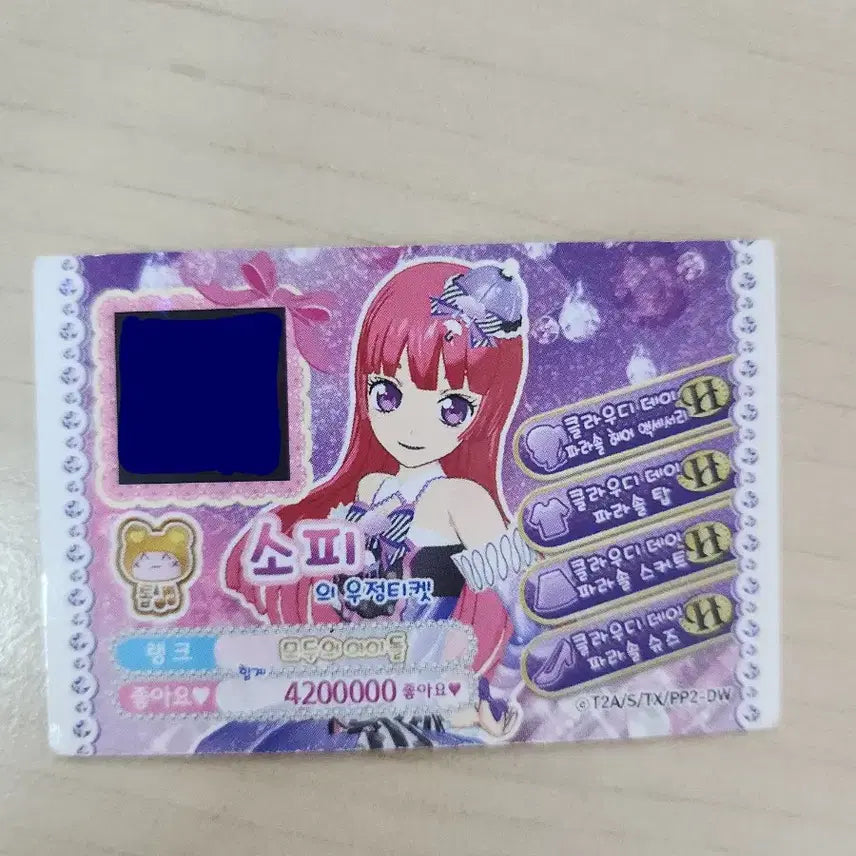 소피
의 우정티켓
돌
랭크 모두의 아이돌
좋아요♥ 합계 4200000 좋아요♥
클라우디 데이 H
파라솔 헤어 액세서리
클라우디 데이 H
파라솔 탑
클라우디 데이 H
파라솔 스커트
클라우디 데이 H
파라솔 슈즈
©T2A/S/TX/PP2-DW